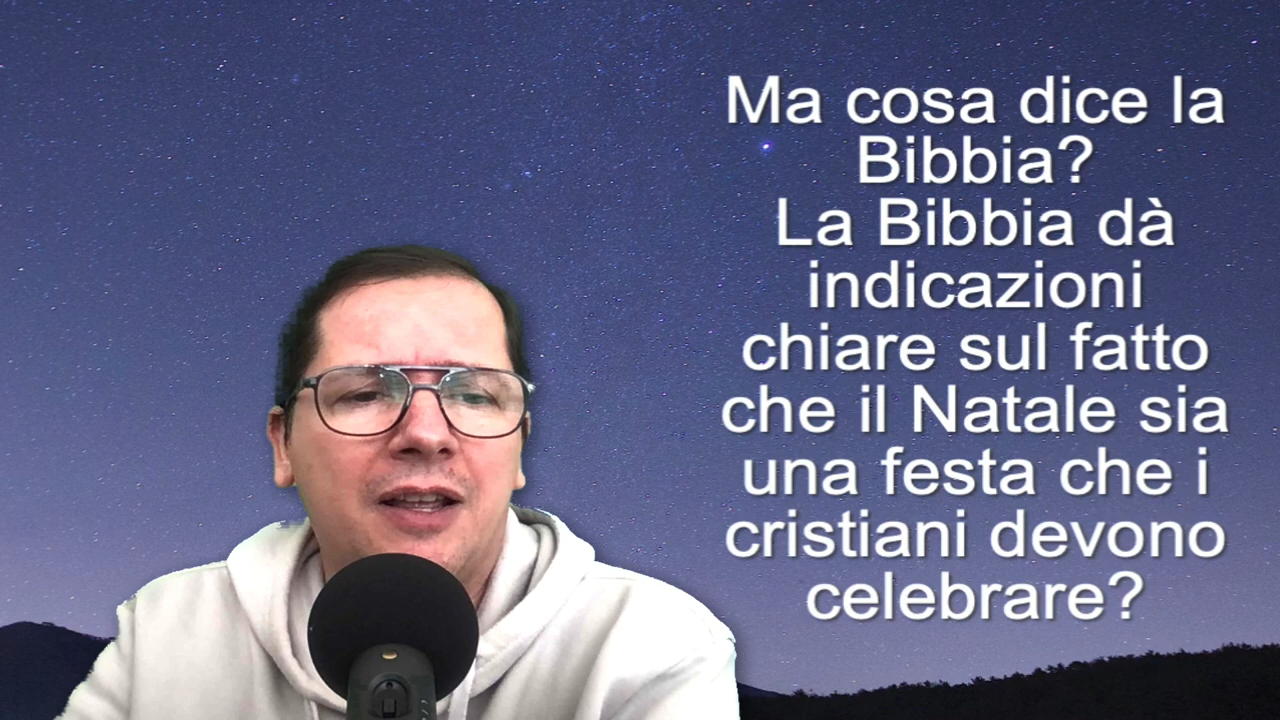 Ma cosa dice la
Bibbia?
La Bibbia dà
indicazioni
chiare sul fatto
che il Natale sia
una festa che i
cristiani devono
celebrare?